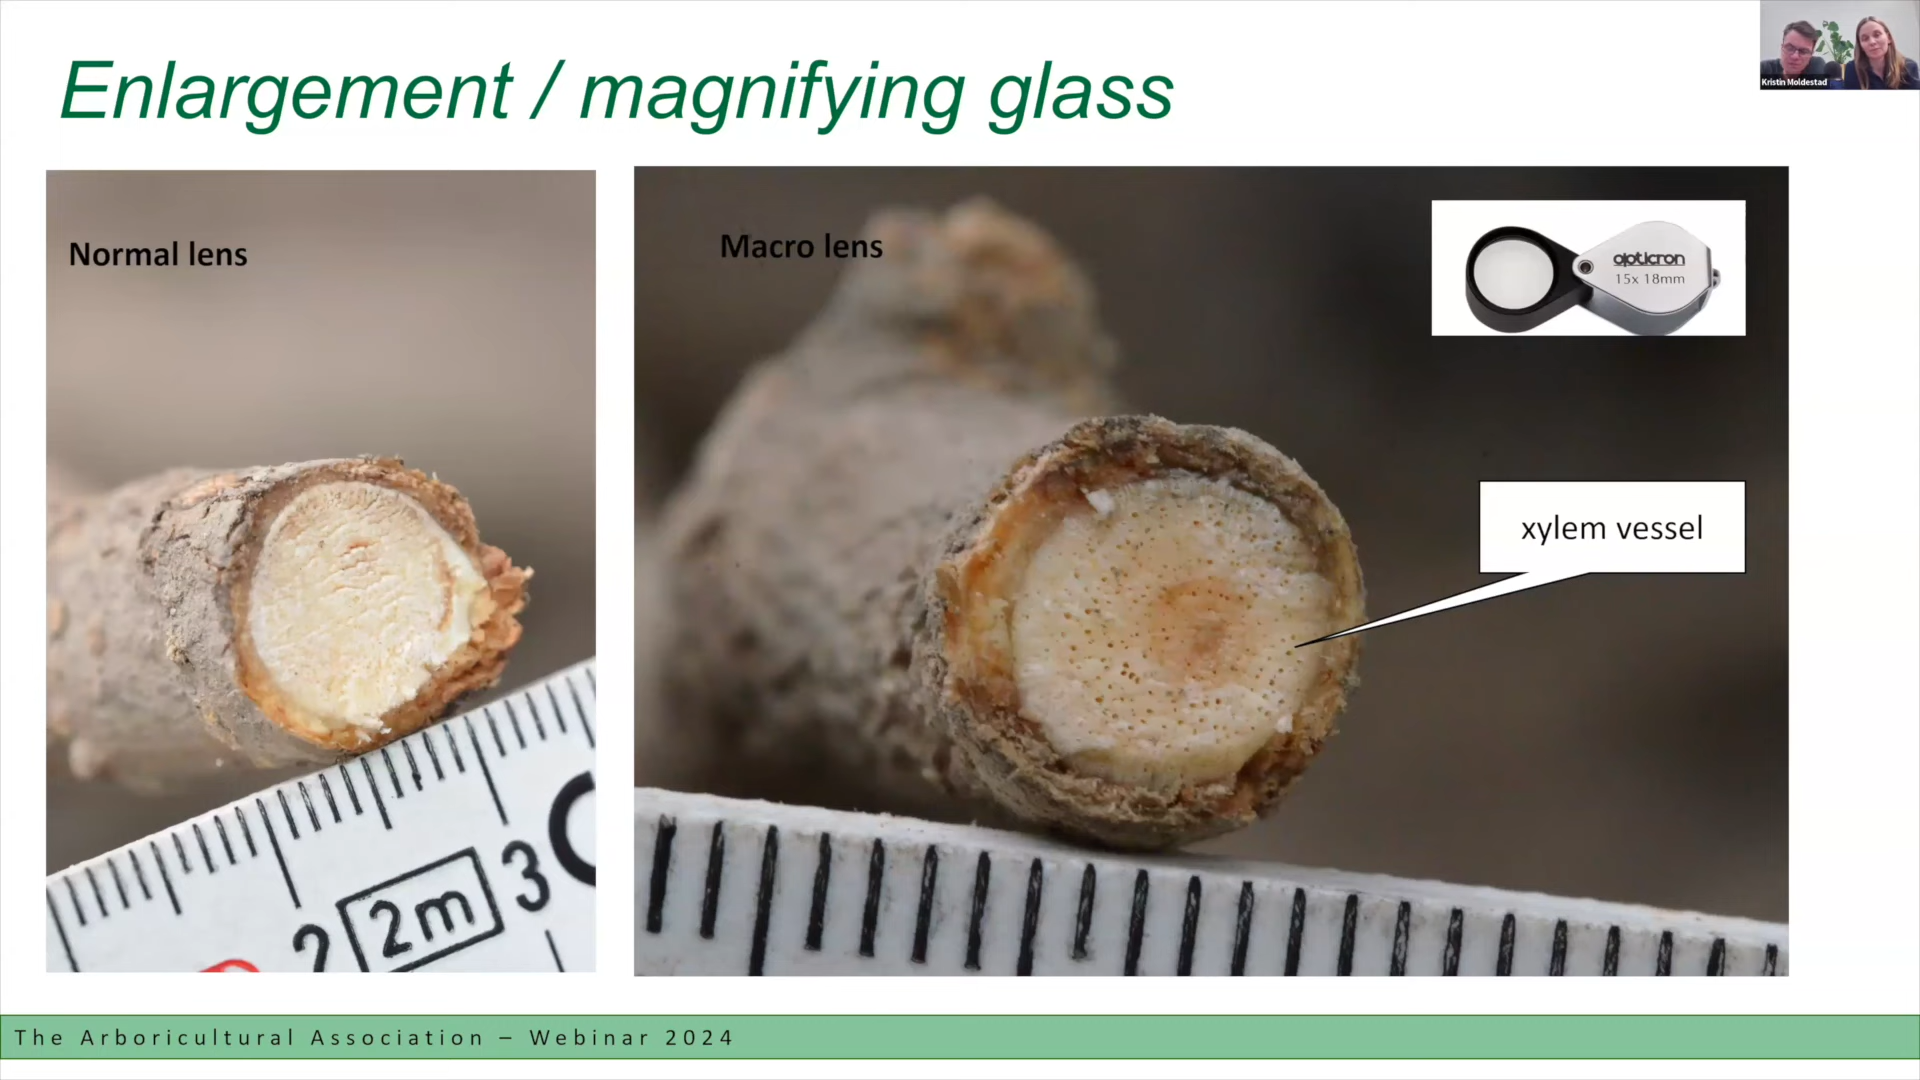 Enlargement / magnifying glass
Kristin Moldestad
Normal lens
Macro lens
opticron
15x 18mm
xylem vessel
2 2m 3
The Arboricultural Association – Webinar 2024